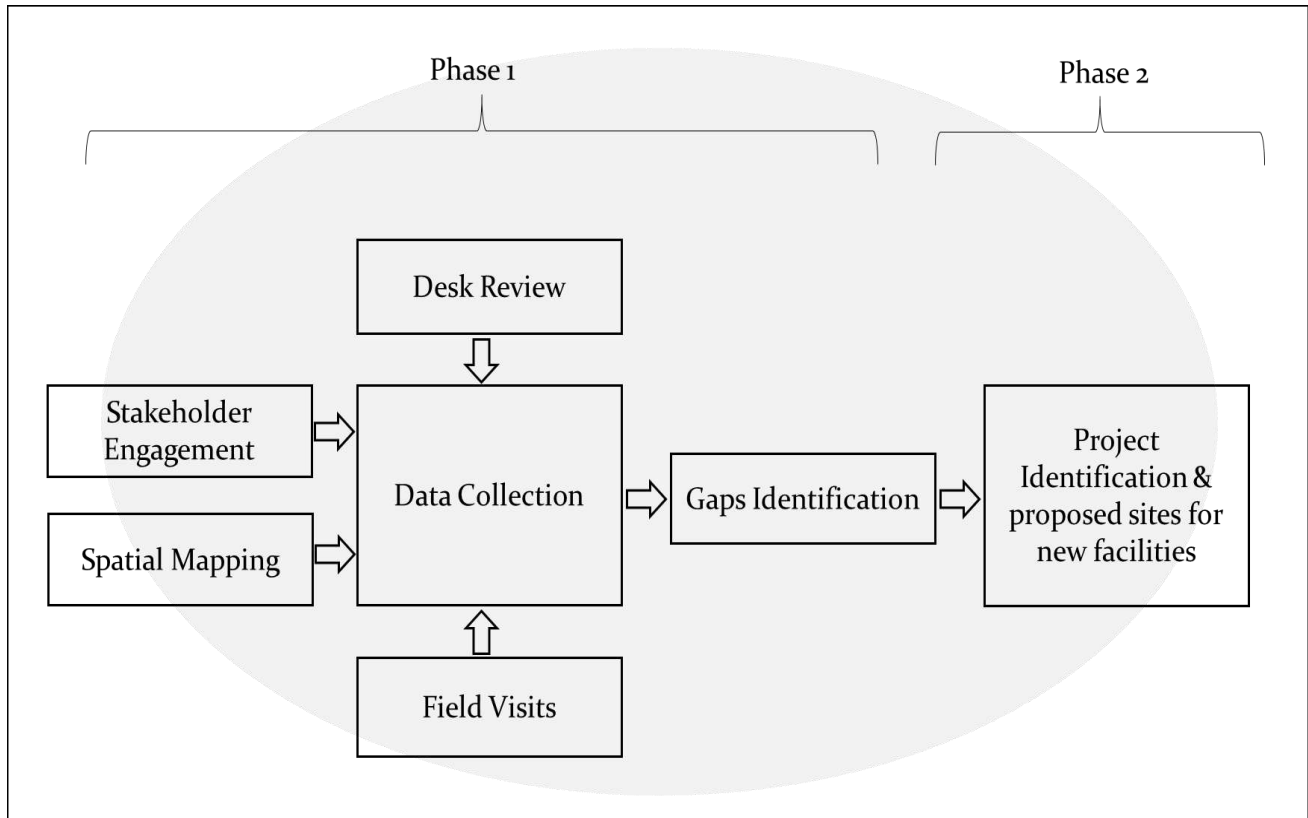 Phase 1
Phase 2
Desk Review
Stakeholder
Engagement
Spatial Mapping
Data Collection
Field Visits
Gaps Identification
Project
Identification &
proposed sites for
new facilities